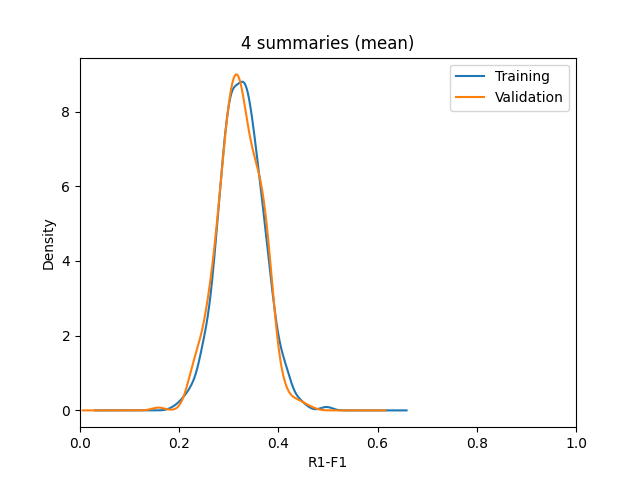 4 summaries (mean)
Training
Validation
Density
8
6
4
2
0
0.0 0.2 0.4 0.6 0.8 1.0
R1-F1